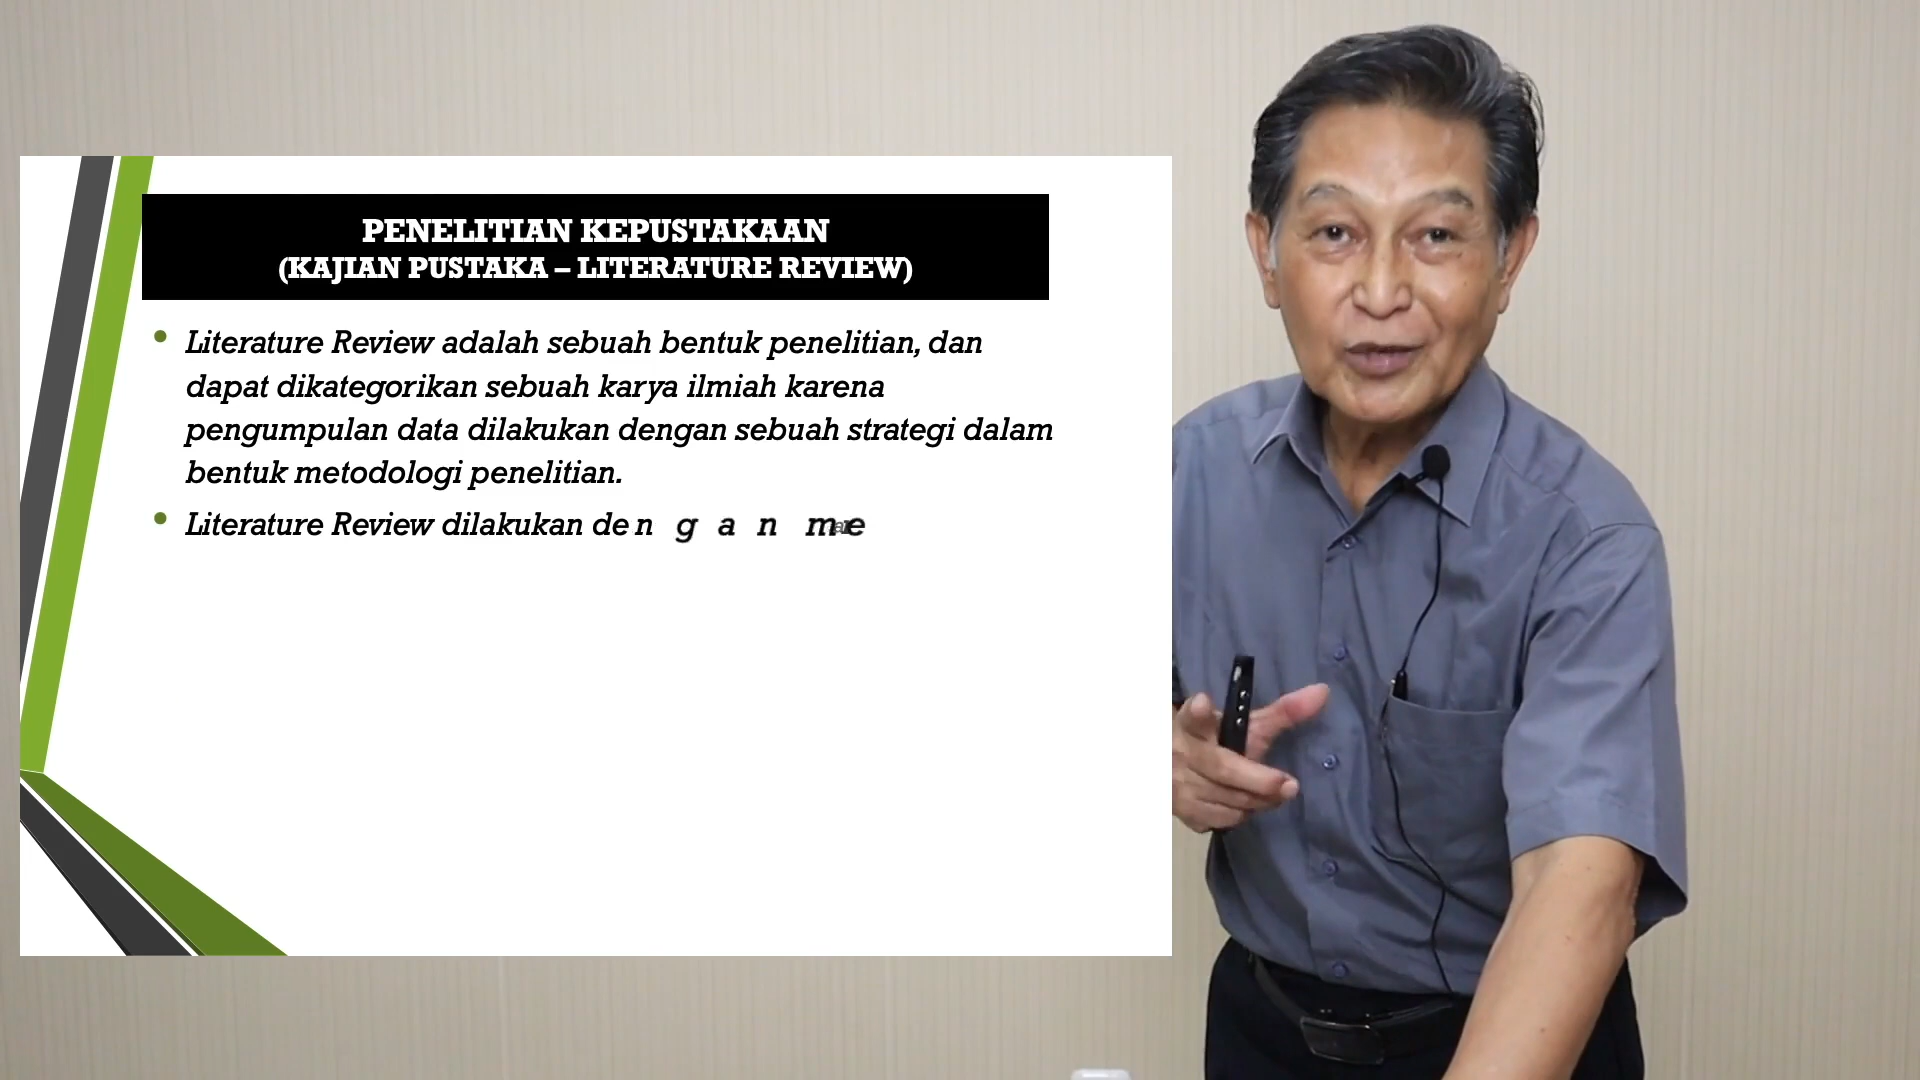 PENELITIAN KEPUSTAKAAN
(KAJIAN PUSTAKA – LITERATURE REVIEW)
• Literature Review adalah sebuah bentuk penelitian, dan
dapat dikategorikan sebuah karya ilmiah karena
pengumpulan data dilakukan dengan sebuah strategi dalam
bentuk metodologi penelitian.
• Literature Review dilakukan dengan